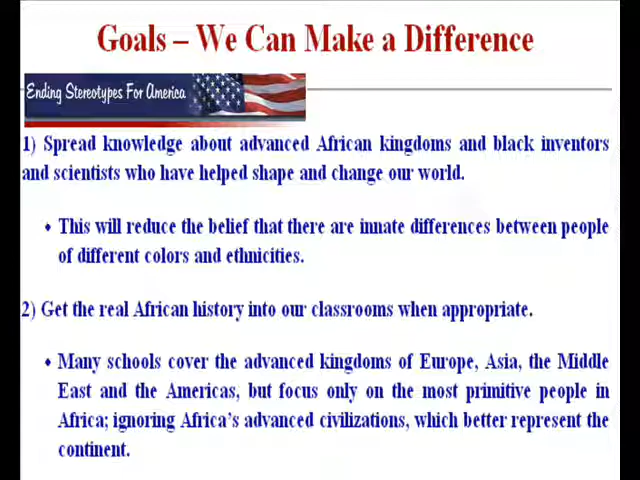 Goals – We Can Make a Difference
Ending Stereotypes For America
1) Spread knowledge about advanced African kingdoms and black inventors
and scientists who have helped shape and change our world.
♦ This will reduce the belief that there are innate differences between people
of different colors and ethnicities.
2) Get the real African history into our classrooms when appropriate.
♦ Many schools cover the advanced kingdoms of Europe, Asia, the Middle
East and the Americas, but focus only on the most primitive people in
Africa; ignoring Africa's advanced civilizations, which better represent the
continent.